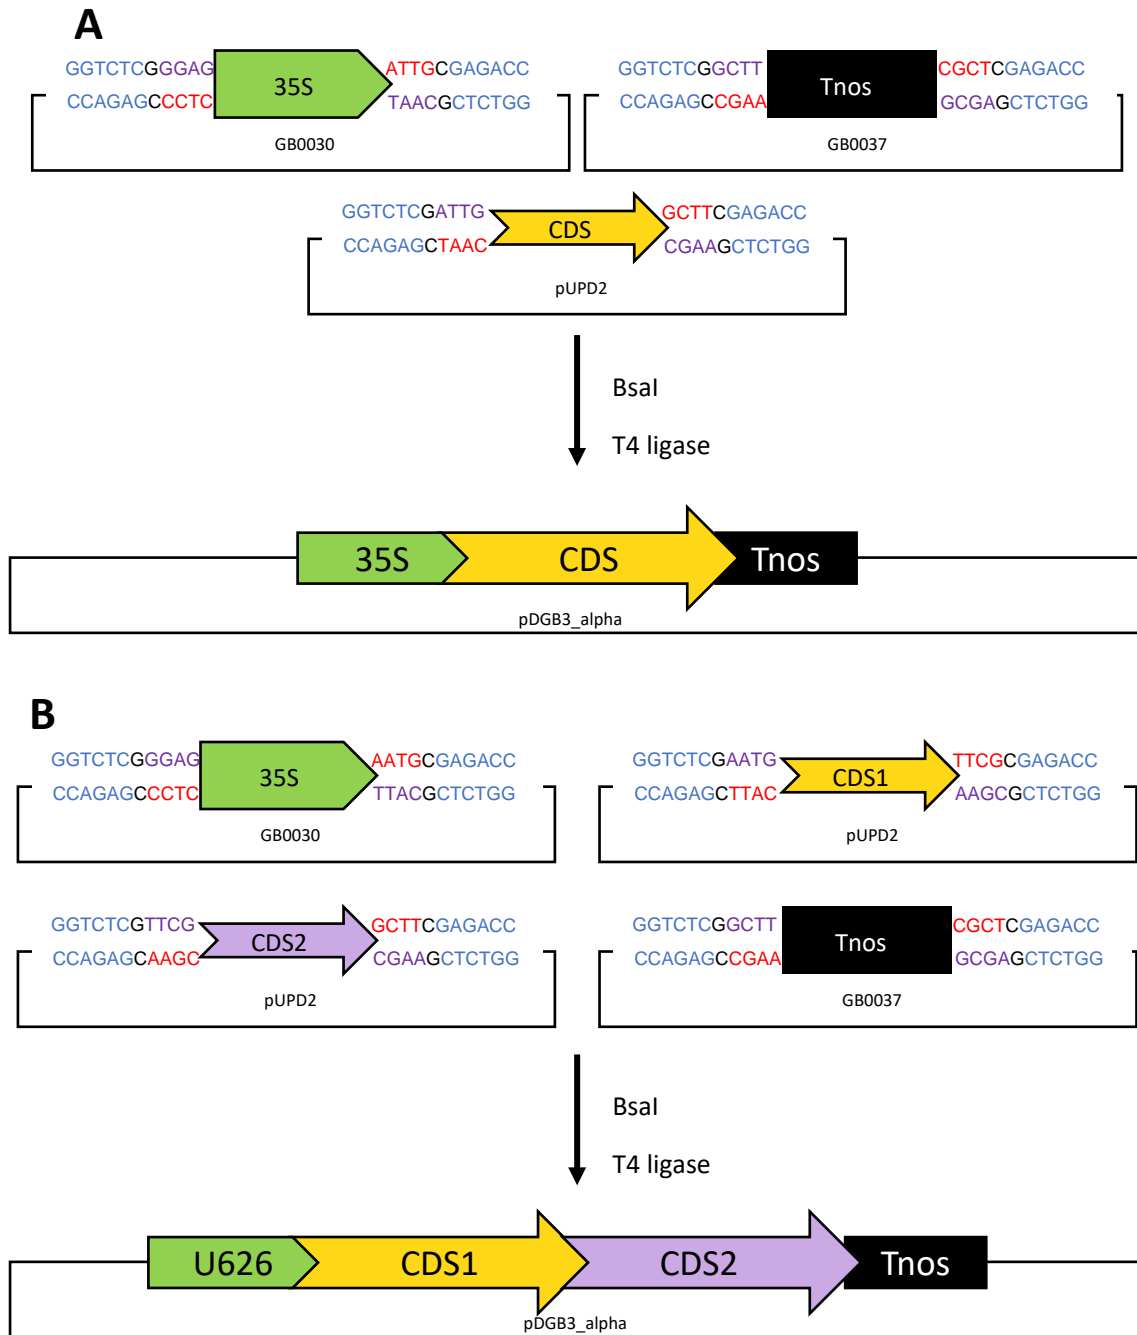 A
GGTCTCGGGAG 35S ATTGCGAGACC
CCAGAGCCCTC TAACGCTCTGG
GB0030
GGTCTCGGCTT Tnos CGCTCGAGACC
CCAGAGCCGAA GCGAGCTCTGG
GB0037
GGTCTCGATTG CDS GCTTCGAGACC
CCAGAGCTAAC CGAAGCTCTGG
pUPD2
BsaI
T4 ligase
35S CDS Tnos
pDGB3_alpha
B
GGTCTCGGGAG 35S AATGCGAGACC
CCAGAGCCCTC TTACGCTCTGG
GB0030
GGTCTCGAATG CDS1 TTCGCGAGACC
CCAGAGCTTAC AAGCGCTCTGG
pUPD2
GGTCTCGTTCG CDS2 GCTTCGAGACC
CCAGAGCAAGC CGAAGCTCTGG
pUPD2
GGTCTCGGCTT Tnos CGCTCGAGACC
CCAGAGCCGAA GCGAGCTCTGG
GB0037
BsaI
T4 ligase
U626 CDS1 CDS2 Tnos
pDGB3_alpha